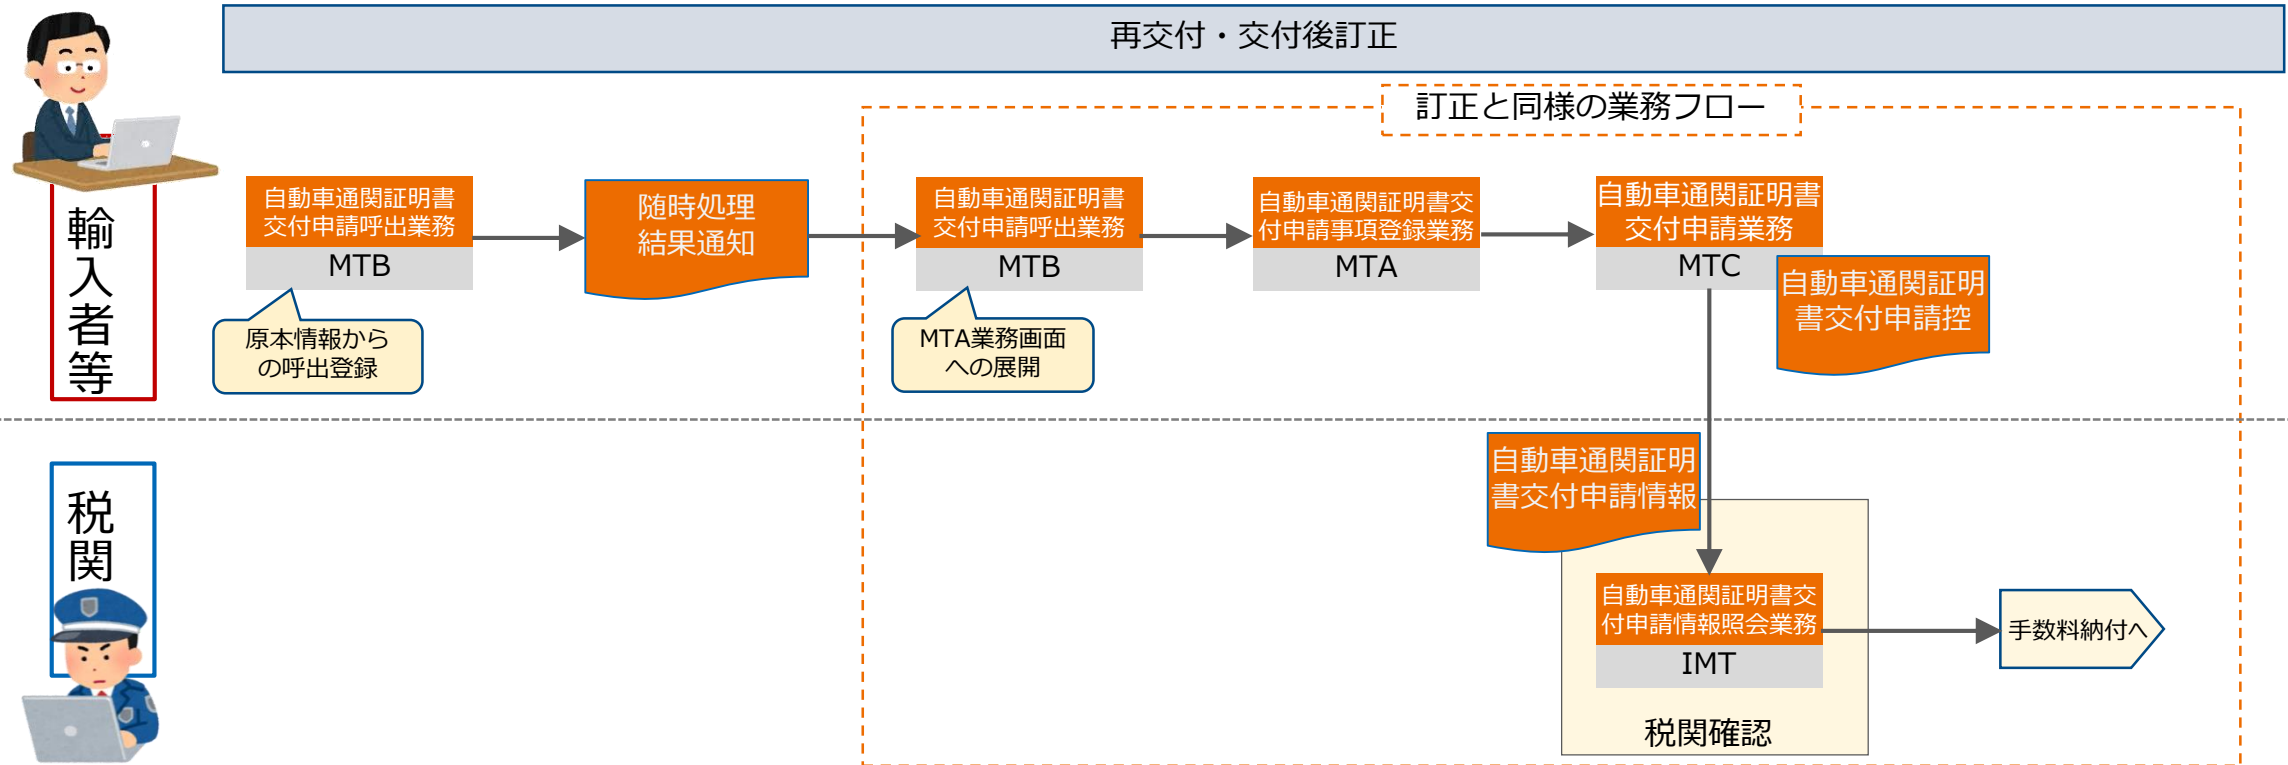 再交付・交付後訂正
訂正と同様の業務フロー
輸入者等
自動車通関証明書
交付申請呼出業務
MTB
原本情報から
の呼出登録
随時処理
結果通知
自動車通関証明書
交付申請呼出業務
MTB
MTA業務画面
への展開
自動車通関証明書交
付申請事項登録業務
MTA
自動車通関証明書
交付申請業務
MTC
自動車通関証明
書交付申請控
税関
自動車通関証明
書交付申請情報
自動車通関証明書交
付申請情報照会業務
IMT
税関確認
手数料納付へ